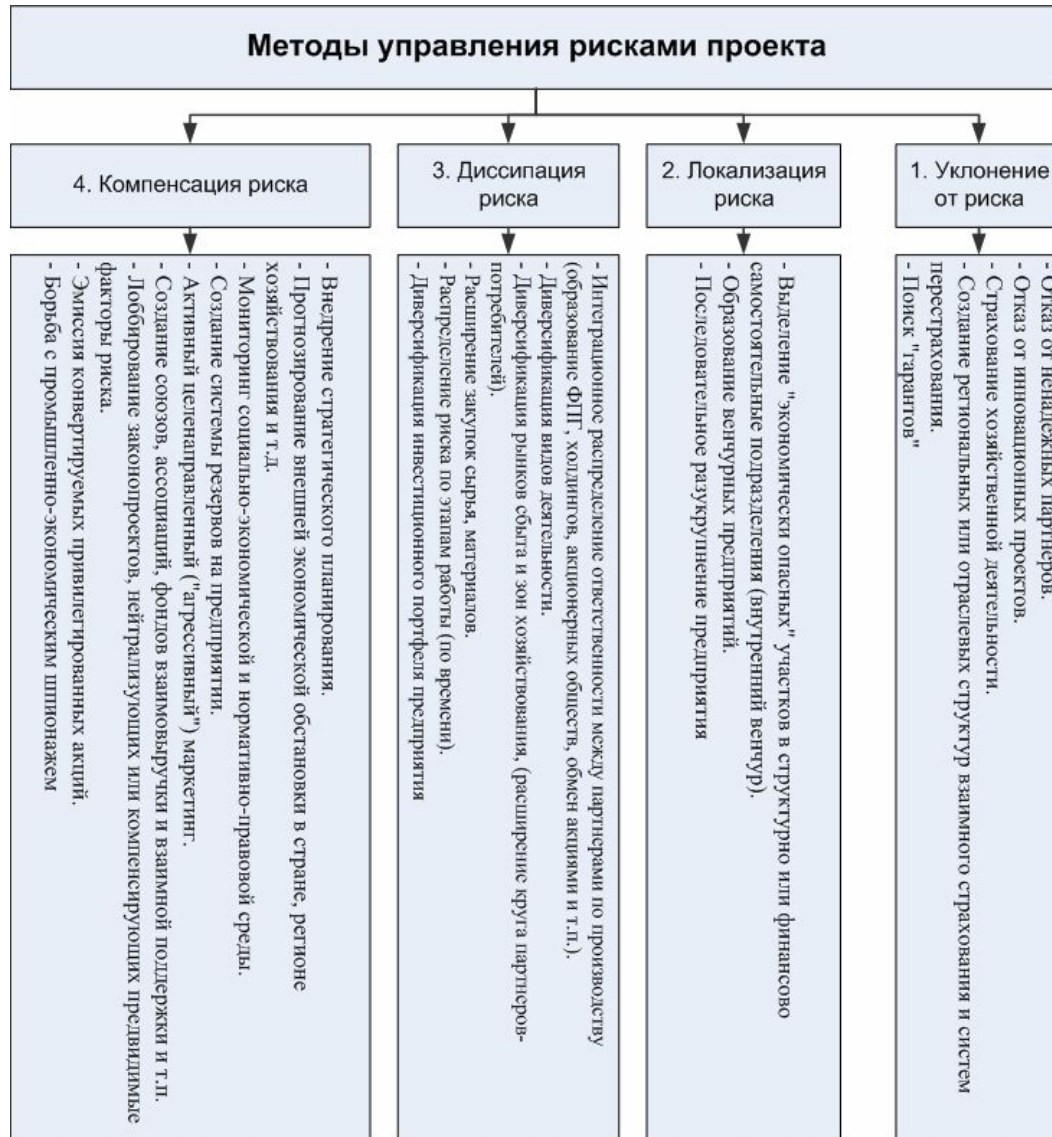 Методы управления рисками проекта
4. Компенсация риска
- Внедрение стратегического планирования.
- Прогнозирование внешней экономической обстановки в стране, регионе
хозяйствования и т.д.
- Мониторинг социально-экономической и нормативно-правовой среды.
- Создание системы резервов на предприятии.
- Активный целенаправленный ("агрессивный") маркетинг.
- Создание союзов, ассоциаций, фондов взаимовыручки и взаимной поддержки и т.п.
- Лоббирование законопроектов, нейтрализующих или компенсирующих предвидимые
факторы риска.
- Эмиссия конвертируемых привилегированных акций.
- Борьба с промышленно-экономическим шпионажем
3. Диссипация
риска
- Интеграционное распределение ответственности между партнерами по производству
(образование ФПГ, холдингов, акционерных обществ, обмен акциями и т.п.).
- Диверсификация видов деятельности.
- Диверсификация рынков сбыта и зон хозяйствования, (расширение круга партнеров-
потребителей).
- Расширение закупок сырья, материалов.
- Распределение риска по этапам работы (по времени).
- Диверсификация инвестиционного портфеля предприятия
2. Локализация
риска
- Выделение "экономически опасных" участков в структурно или финансово
самостоятельные подразделения (внутренний венчур).
- Образование венчурных предприятий.
- Последовательное разукрупнение предприятия
1. Уклонение
от риска
- Отказ от ненадежных партнеров.
- Отказ от инновационных проектов.
- Страхование хозяйственной деятельности.
- Создание региональных или отраслевых структур взаимного страхования и систем
перестрахования.
- Поиск "гарантов"